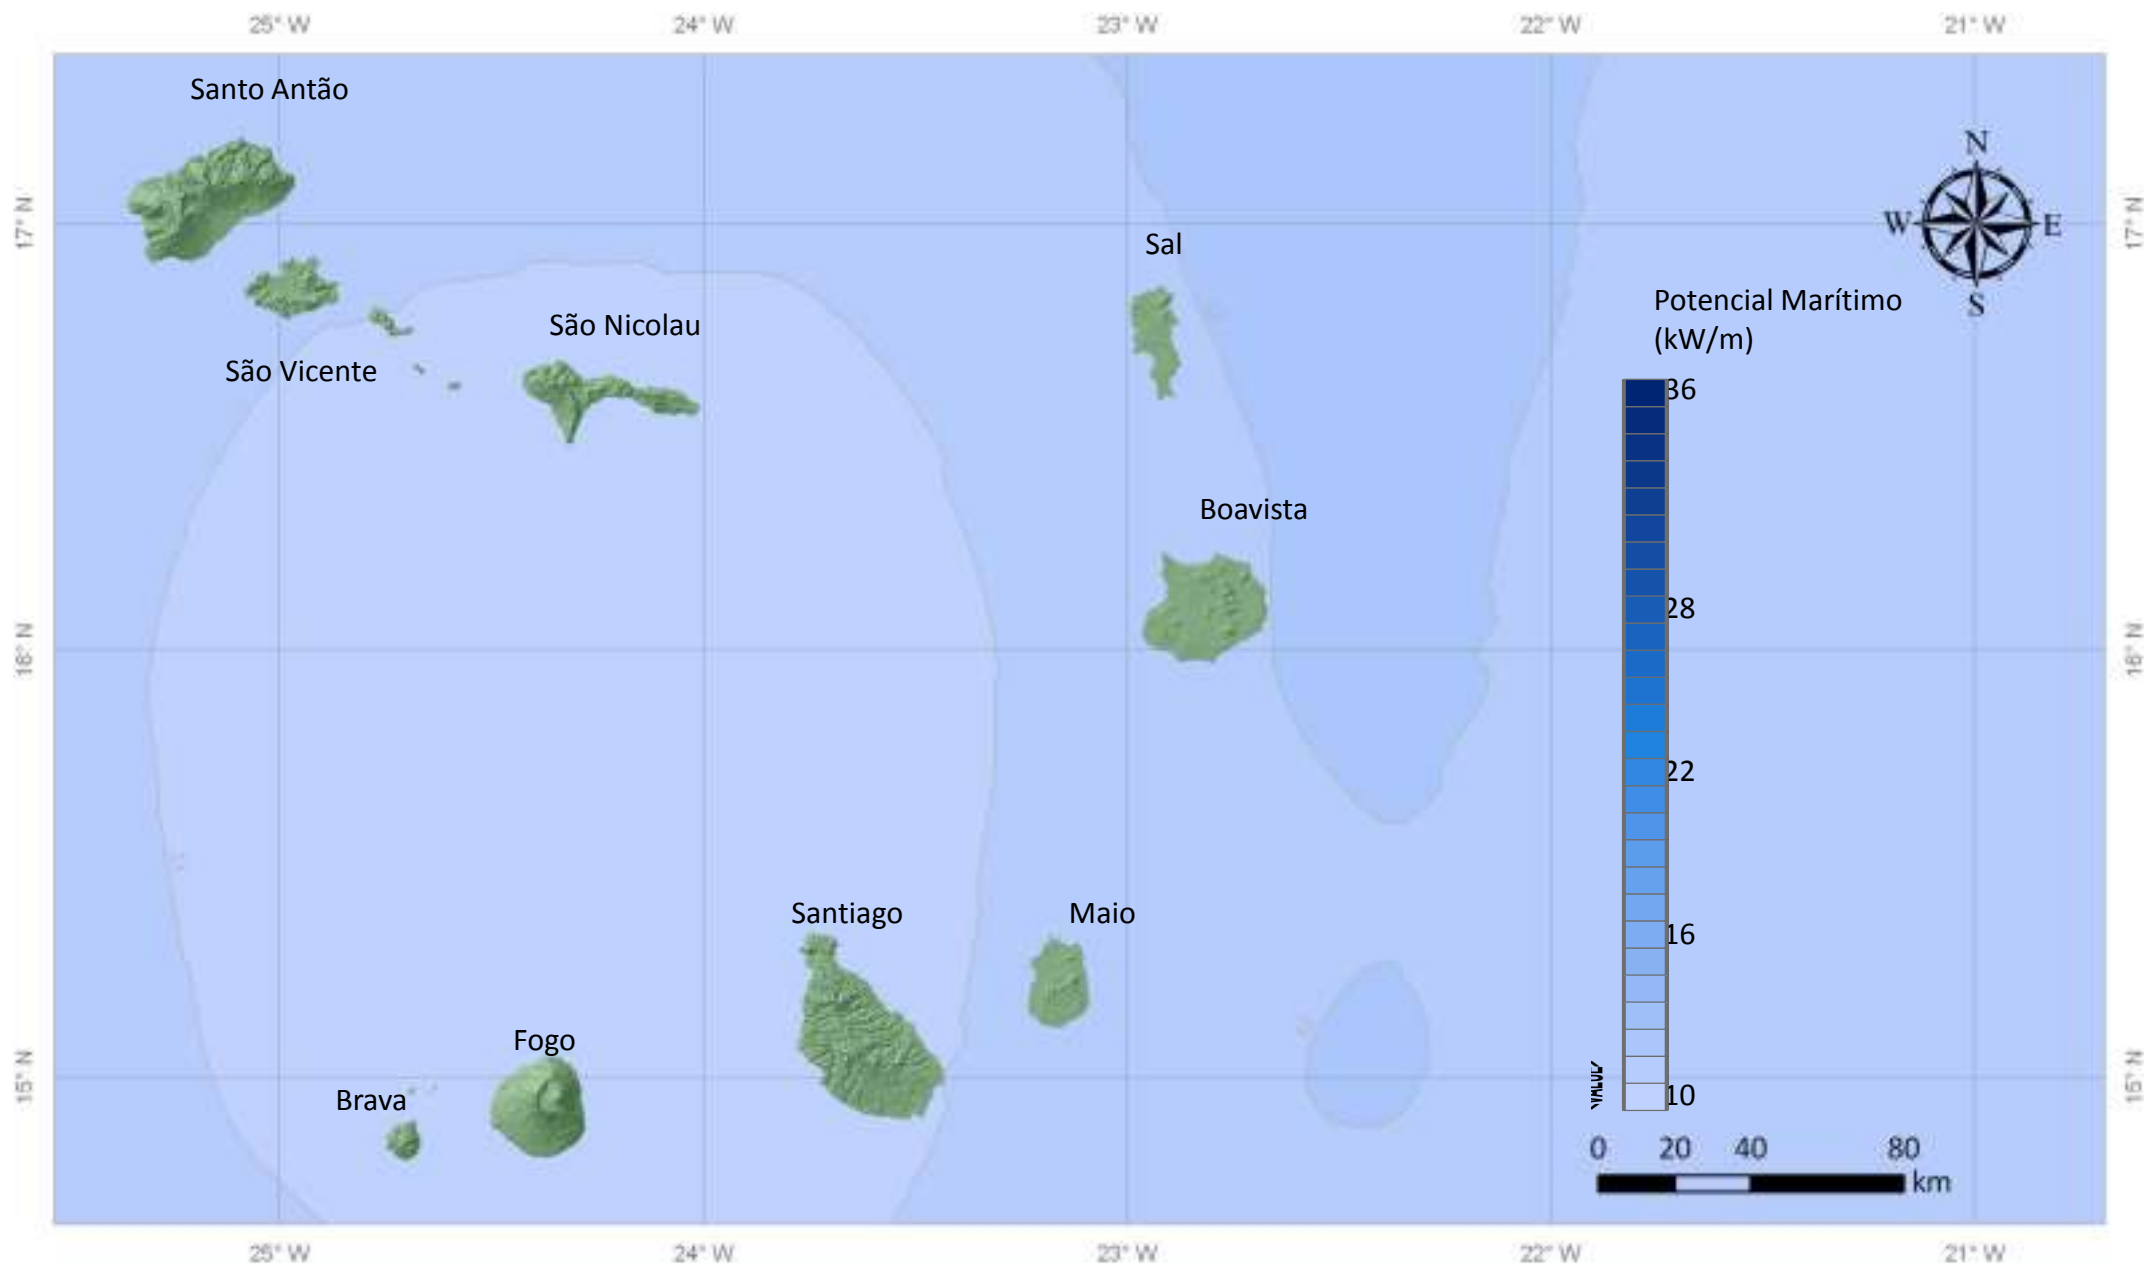 25° W 24° W 23° W 22° W 21° W
Santo Antão
N
17° N
W E
17° N
Sal
S
Potencial Marítimo
(kW/m)
São Nicolau
São Vicente
36
Boavista
28
16° N
16° N
22
Santiago
Maio
16
Fogo
15° N
15° N
Brava
10
0 20 40 80
km
25° W 24° W 23° W 22° W 21° W